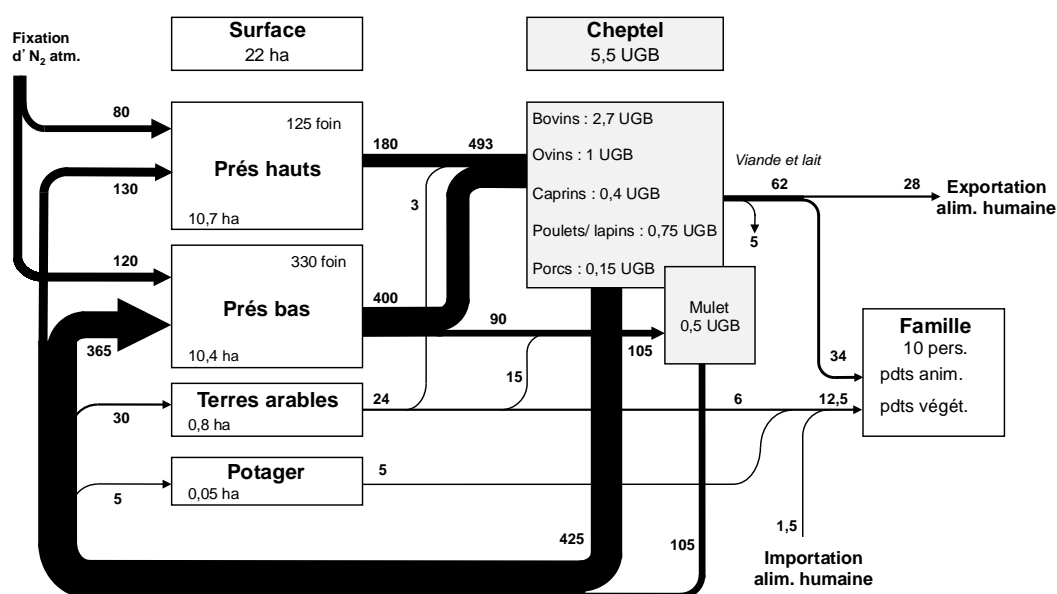 Fixation
d' N2 atm.
Surface
22 ha
Cheptel
5,5 UGB
80
130
125 foin
Prés hauts
10,7 ha
180
493
3
Bovins : 2,7 UGB
Ovins : 1 UGB
Caprins : 0,4 UGB
Poulets/ lapins : 0,75 UGB
Porcs : 0,15 UGB
Viande et lait
62
28
Exportation
alim. humaine
5
120
365
330 foin
Prés bas
10,4 ha
400
90
105
15
Mulet
0,5 UGB
34
Famille
10 pers.
pdts anim.
pdts végét.
30
Terres arables
0,8 ha
24
6
12,5
5
Potager
0,05 ha
5
425
105
1,5
Importation
alim. humaine